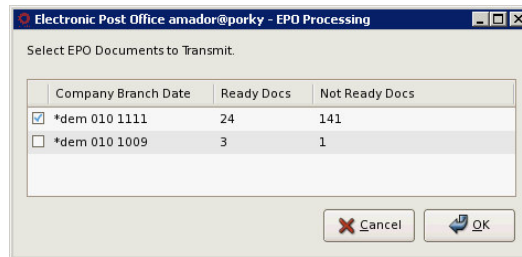 Electronic Post Office amador@porky - EPO Processing
Select EPO Documents to Transmit.
Company Branch Date Ready Docs Not Ready Docs
*dem 010 1111 24 141
*dem 010 1009 3 1
Cancel OK